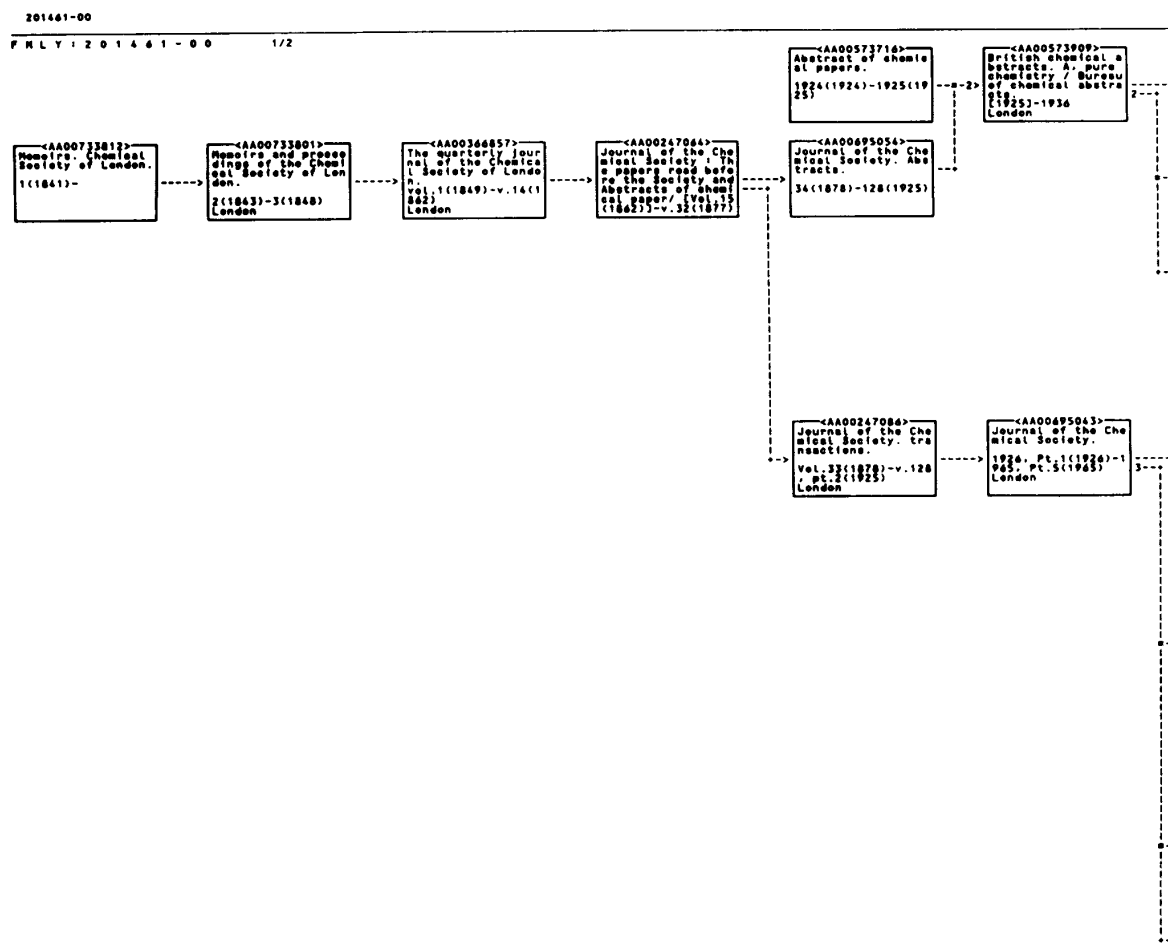 201461-00
FMLY:201461-00 1/2
<AA00573716>
Abstract of chemic
al papers.
1924(1924)-1925(19
25)
<AA00573909>
British chemical a
bstracts. A, pure
chemistry / Bureau
of chemical abstra
cts.
[1925]-1936
London
2>
2
<AA00733812>
Memoirs. Chemical
Society of London.
1(1841)-
<AA00733801>
Memoirs and procee
dings of the Chemi
cal Society of Lon
don.
2(1843)-3(1848)
London
<AA00366857>
The quarterly jour
nal of the Chemica
l Society of Londo
n.
vol.1(1849)-v.14(1
862)
London
<AA00247064>
Journal of the Che
mical Society : Th
e papers read befo
re the Society and
Abstracts of chemi
cal paper/ [Vol.15
(1862)]-v.32(1877)
<AA00695054>
Journal of the Che
mical Society. Abs
tracts.
34(1878)-128(1925)
<AA00247086>
Journal of the Che
mical Society. tra
nsactions.
Vol.33(1878)-v.128
, pt.2(1925)
London
<AA00695043>
Journal of the Che
mical Society.
1926, Pt.1(1926)-1
965, Pt.5(1965)
London
3